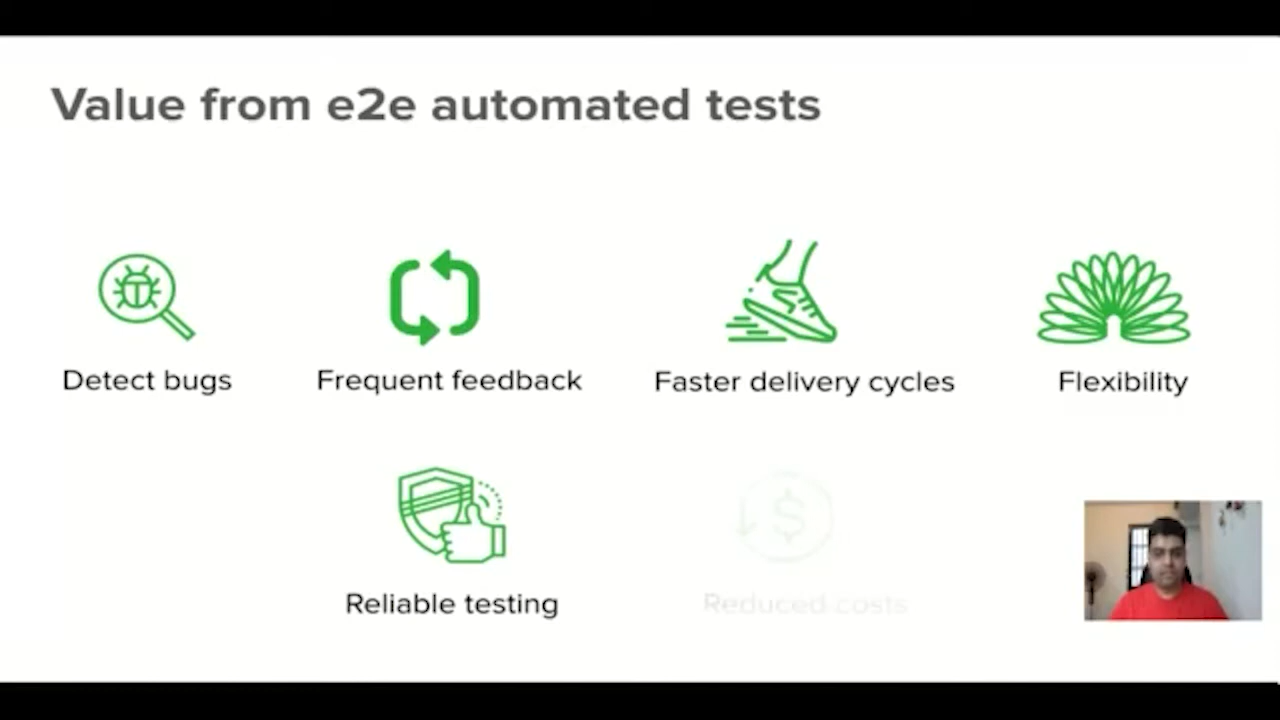 Value from e2e automated tests
Detect bugs
Frequent feedback
Faster delivery cycles
Flexibility
Reliable testing
Reduced costs